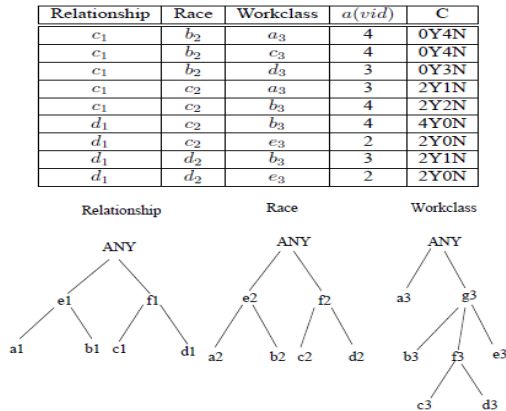 Relationship Race Workclass a(vid) C
c₁ b₂ a₃ 4 0Y4N
c₁ b₂ c₃ 4 0Y4N
c₁ b₂ d₃ 3 0Y3N
c₁ c₂ a₃ 3 2Y1N
c₁ c₂ b₃ 4 2Y2N
d₁ c₂ b₃ 4 4Y0N
d₁ c₂ e₃ 2 2Y0N
d₁ d₂ b₃ 3 2Y1N
d₁ d₂ e₃ 2 2Y0N
Relationship Race Workclass
ANY ANY ANY
e1 f1 e2 f2 a3 g3
a1 b1 c1 d1 a2 b2 c2 d2 b3 f3 e3
c3 d3